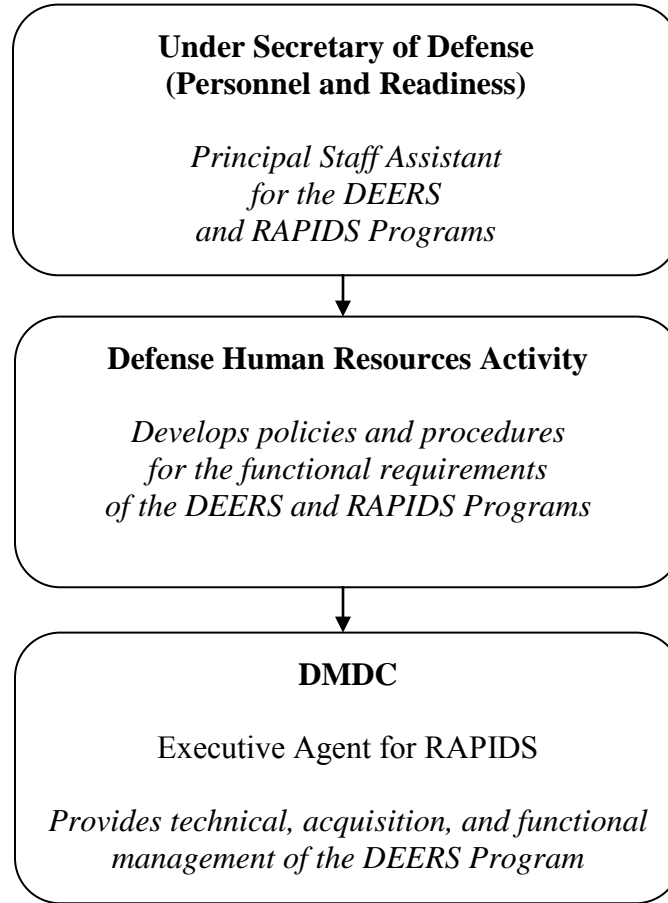 Under Secretary of Defense
(Personnel and Readiness)
Principal Staff Assistant
for the DEERS
and RAPIDS Programs
Defense Human Resources Activity
Develops policies and procedures
for the functional requirements
of the DEERS and RAPIDS Programs
DMDC
Executive Agent for RAPIDS
Provides technical, acquisition, and functional
management of the DEERS Program